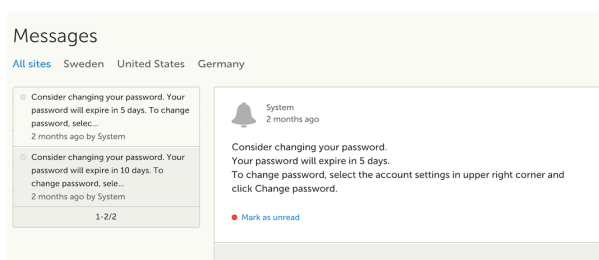 Messages
All sites Sweden United States Germany
Consider changing your password. Your
password will expire in 5 days. To change
password, selec...
2 months ago by System
Consider changing your password. Your
password will expire in 10 days. To
change password, sele...
2 months ago by System
1-2/2
System
2 months ago
Consider changing your password.
Your password will expire in 5 days.
To change password, select the account settings in upper right corner and
click Change password.
Mark as unread